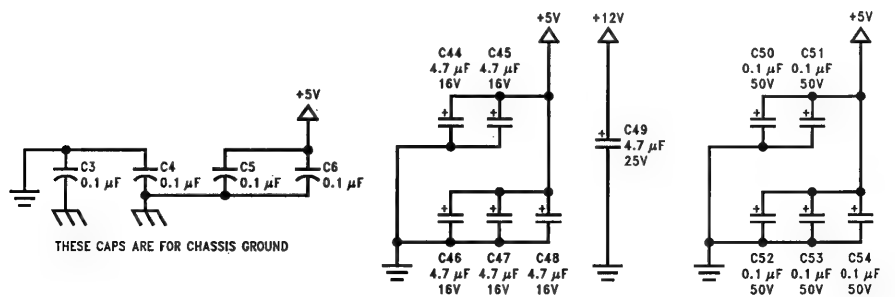 +5V
C3
0.1 µF
C4
0.1 µF
C5
0.1 µF
C6
0.1 µF
THESE CAPS ARE FOR CHASSIS GROUND
+5V
+12V
C44
4.7 µF
16V
C45
4.7 µF
16V
+
+
+
C49
4.7 µF
25V
+
+
+
C46
4.7 µF
16V
C47
4.7 µF
16V
C48
4.7 µF
16V
+5V
C50
0.1 µF
50V
C51
0.1 µF
50V
+
+
+
+
+
C52
0.1 µF
50V
C53
0.1 µF
50V
C54
0.1 µF
50V